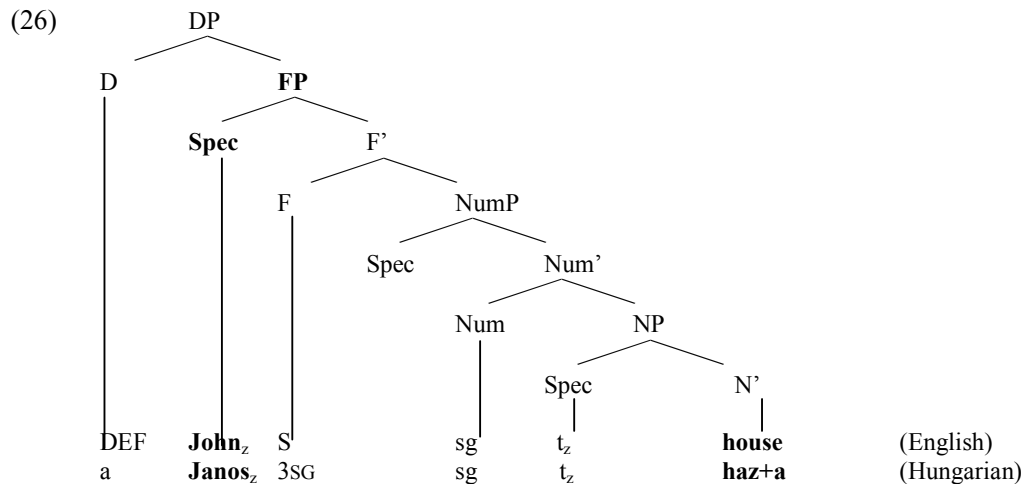 (26) DP
D FP
Spec F’
F NumP
Spec Num’
Num NP
Spec N’
DEF John_z S sg t_z house (English)
a Janos_z 3SG sg t_z haz+a (Hungarian)